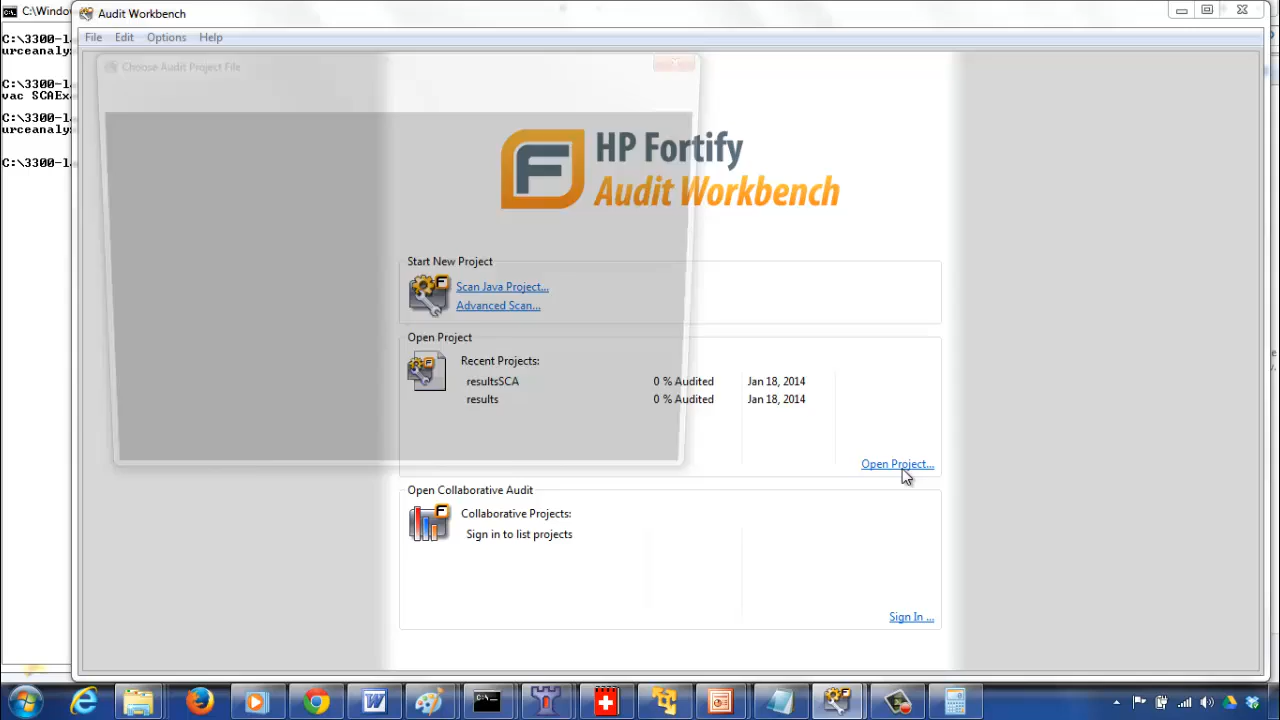 C:\Windo
Audit Workbench
File Edit Options Help
C:\3300-1
urceanaly
C:\3300-1
vac SCAEx
C:\3300-1
urceanaly
C:\3300-1
Choose Audit Project File
HP Fortify
Audit Workbench
Start New Project
Scan Java Project...
Advanced Scan...
Open Project
Recent Projects:
resultsSCA 0 % Audited Jan 18, 2014
results 0 % Audited Jan 18, 2014
Open Project...
Open Collaborative Audit
Collaborative Projects:
Sign in to list projects
Sign In ...